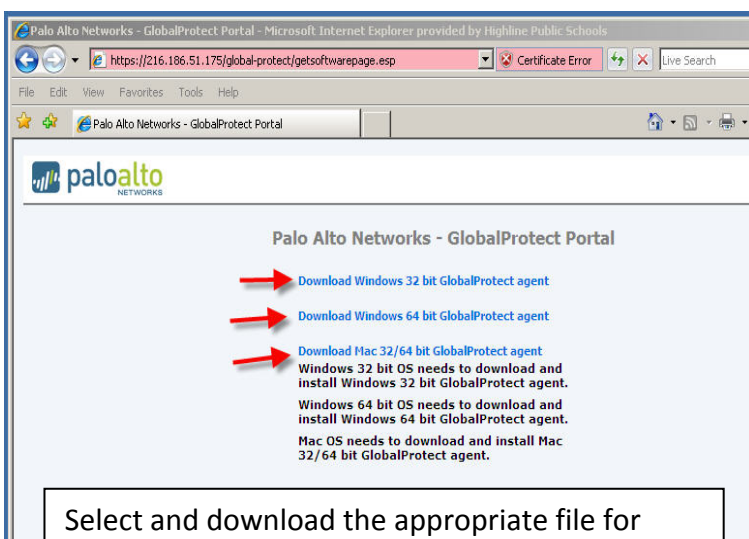 Palo Alto Networks - GlobalProtect Portal - Microsoft Internet Explorer provided by Highline Public Schools
https://216.186.51.175/global-protect/getsoftwarepage.esp
Certificate Error
Live Search
File Edit View Favorites Tools Help
Palo Alto Networks - GlobalProtect Portal
paloalto
NETWORKS
Palo Alto Networks - GlobalProtect Portal
Download Windows 32 bit GlobalProtect agent
Download Windows 64 bit GlobalProtect agent
Download Mac 32/64 bit GlobalProtect agent
Windows 32 bit OS needs to download and
install Windows 32 bit GlobalProtect agent.
Windows 64 bit OS needs to download and
install Windows 64 bit GlobalProtect agent.
Mac OS needs to download and install Mac
32/64 bit GlobalProtect agent.
Select and download the appropriate file for